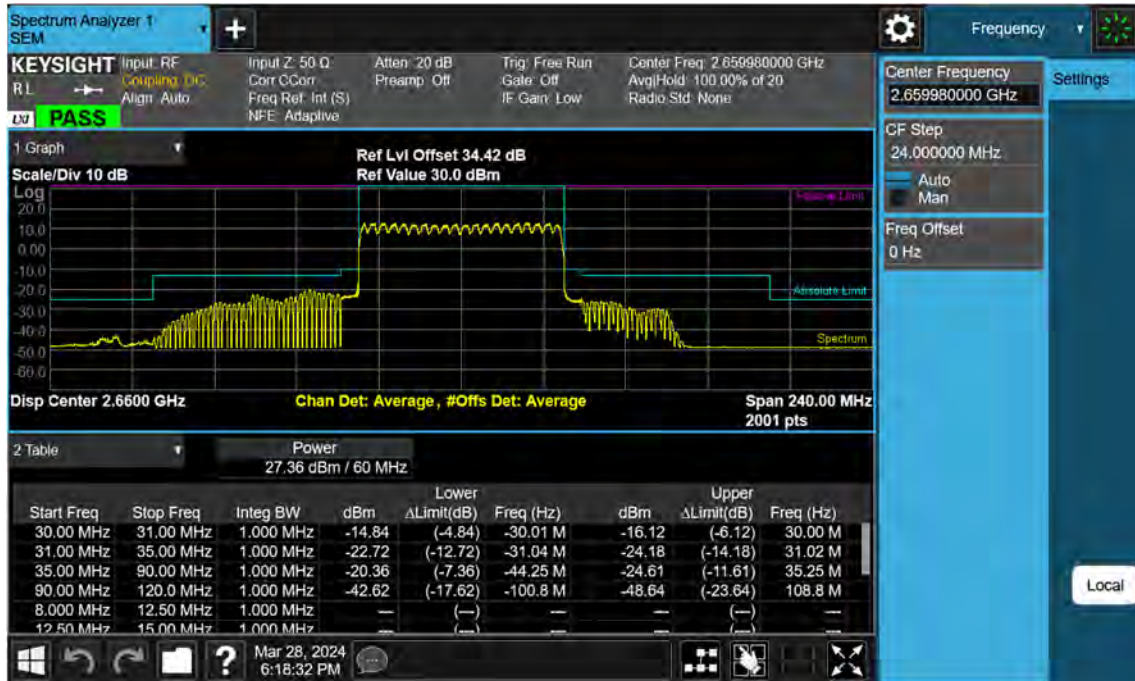 Spectrum Analyzer 1
SEM
Frequency
KEYSIGHT
RL
LXI PASS
Input: RF
Coupling: DC
Align: Auto
Input Z: 50 Ω
Corr CCorr
Freq Ref: Int (S)
NFE: Adaptive
Atten: 20 dB
Preamp: Off
Trig: Free Run
Gate: Off
IF Gain: Low
Center Freq: 2.659980000 GHz
Avg|Hold: 100.00% of 20
Radio Std: None
Center Frequency
2.659980000 GHz
Settings
CF Step
24.000000 MHz
Auto
Man
Freq Offset
0 Hz
Local
1 Graph
Scale/Div 10 dB
Ref Lvl Offset 34.42 dB
Ref Value 30.0 dBm
Log
20.0
10.0
0.00
-10.0
-20.0
-30.0
-40.0
-50.0
-60.0
Relative Limit
Absolute Limit
Spectrum
Disp Center 2.6600 GHz
Chan Det: Average, #Offs Det: Average
Span 240.00 MHz
2001 pts
2 Table
Power
27.36 dBm / 60 MHz
Lower Upper
Start Freq Stop Freq Integ BW dBm ΔLimit(dB) Freq (Hz) dBm ΔLimit(dB) Freq (Hz)
30.00 MHz 31.00 MHz 1.000 MHz -14.84 (-4.84) -30.01 M -16.12 (-6.12) 30.00 M
31.00 MHz 35.00 MHz 1.000 MHz -22.72 (-12.72) -31.04 M -24.18 (-14.18) 31.02 M
35.00 MHz 90.00 MHz 1.000 MHz -20.36 (-7.36) -44.25 M -24.61 (-11.61) 35.25 M
90.00 MHz 120.0 MHz 1.000 MHz -42.62 (-17.62) -100.8 M -48.64 (-23.64) 108.8 M
8.000 MHz 12.50 MHz 1.000 MHz --- (---) --- --- (---) ---
12.50 MHz 15.00 MHz 1.000 MHz --- (---) --- --- (---) ---
Mar 28, 2024
6:18:32 PM